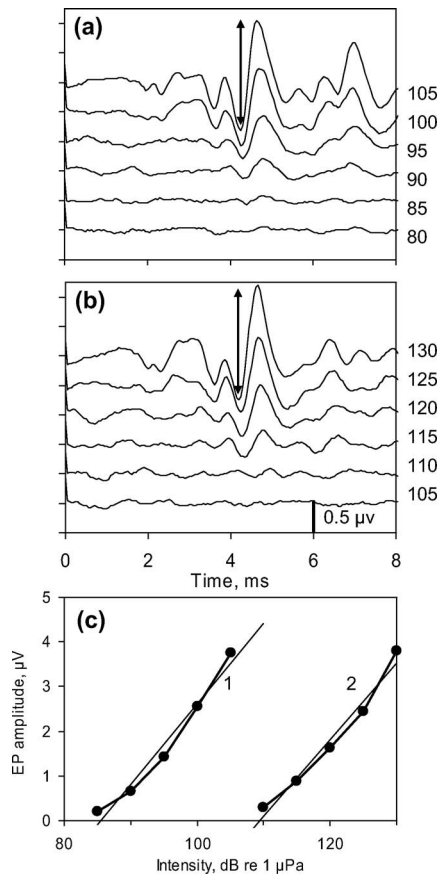 (a)
105
100
95
90
85
80
(b)
130
125
120
115
110
105
0.5 μv
0 2 4 6 8
Time, ms
(c)
EP amplitude, μV
5
4
3
2
1
0
1
2
80 100 120
Intensity, dB re 1 μPa